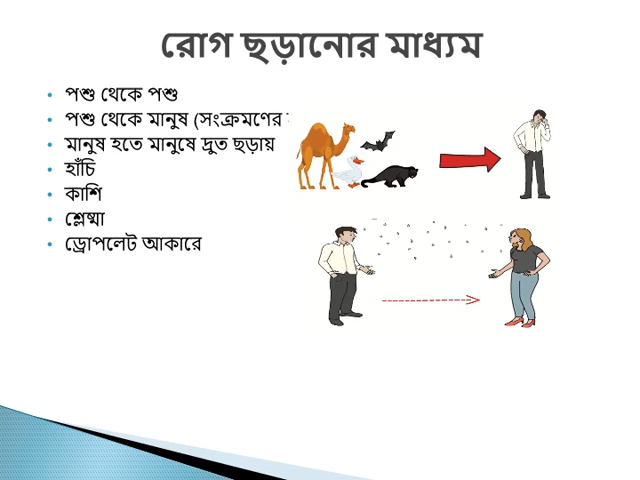 রোগ ছড়ানোর মাধ্যম
• পশু থেকে পশু
• পশু থেকে মানুষ (সংক্রমণের
• মানুষ হতে মানুষে দ্রুত ছড়ায়
• হাঁচি
• কাশি
• শ্লেষ্মা
• ড্রোপলেট আকারে